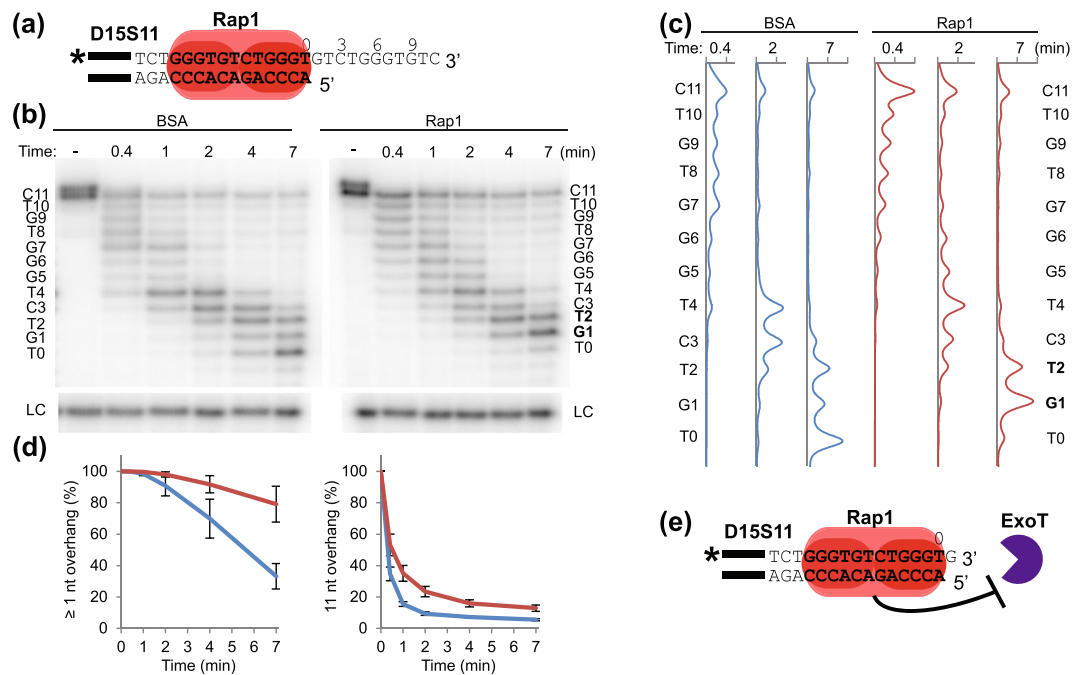 (a)
Rap1
D15S11
0 3 6 9
* TCTGGGTGTCTGGGTGTCTGGGTGTC 3'
AGACCCACAGACCCA 5'
(b)
BSA Rap1
Time: - 0.4 1 2 4 7 - 0.4 1 2 4 7 (min)
C11 C11
T10 T10
G9 G9
T8 T8
G7 G7
G6 G6
G5 G5
T4 T4
C3 C3
T2 T2
G1 G1
T0 T0
LC LC
(c)
BSA Rap1
Time: 0.4 2 7 0.4 2 7 (min)
C11 C11
T10 T10
G9 G9
T8 T8
G7 G7
G6 G6
G5 G5
T4 T4
C3 C3
T2 T2
G1 G1
T0 T0
(d)
≥ 1 nt overhang (%)
100
80
60
40
20
0
0 1 2 3 4 5 6 7
Time (min)
11 nt overhang (%)
100
80
60
40
20
0
0 1 2 3 4 5 6 7
Time (min)
(e)
Rap1 ExoT
D15S11
0
* TCTGGGTGTCTGGGTG 3'
AGACCCACAGACCCA 5'